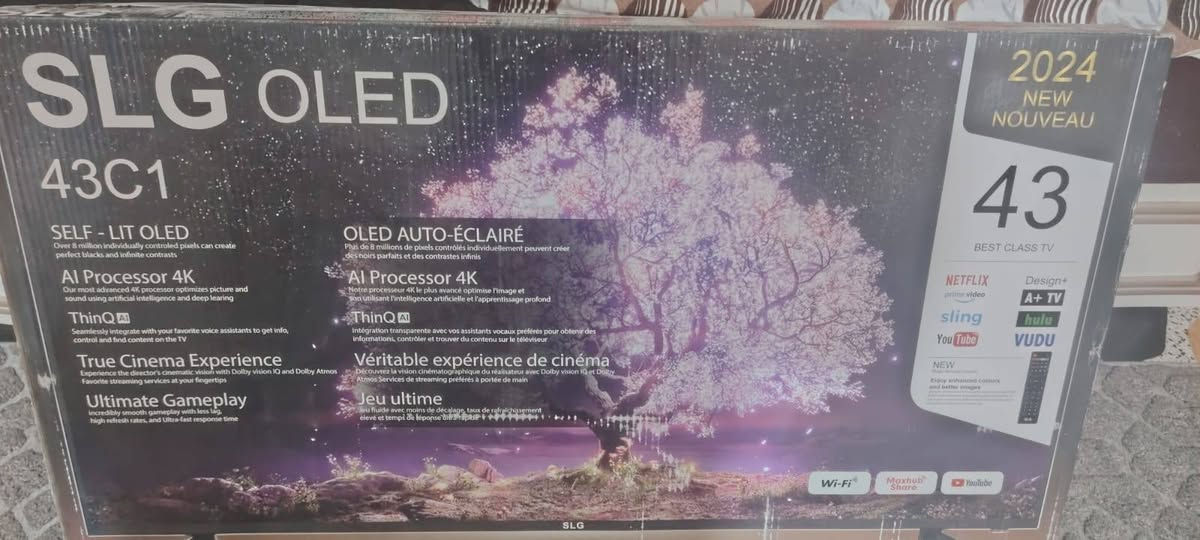 SLG OLED
43C1
SELF - LIT OLED
Over 8 million individually controled pixels can create
perfect blacks and infinite contrasts
AI Processor 4K
Our most advanced 4K processor optimizes picture and
sound using artificial intelligence and deep learing
ThinQ AI
Seamlessly integrate with your favorite voice assistants to get info,
control and find content on the TV
True Cinema Experience
Experience the director's cinematic vision with Dolby vision IQ and Dolby Atmos
Favorite streaming services at your fingertips
Ultimate Gameplay
Incredibly smooth gameplay with less lag,
high refresh rates, and Ultra-fast response time
OLED AUTO-ÉCLAIRÉ
Plus de 8 millions de pixels contrôlés individuellement peuvent créer
des noirs parfaits et des contrastes infinis
AI Processor 4K
Notre processeur 4K le plus avancé optimise l'image et
son utilisant l'intelligence artificielle et l'apprentissage profond
ThinQ AI
Intégration transparente avec vos assistants vocaux préférés pour obtenir des
informations, contrôler et trouver du contenu sur le téléviseur
Véritable expérience de cinéma
Découvrez la vision cinématographique du réalisateur avec Dolby vision IQ et Dolby
Atmos Services de streaming préférés à portée de main
Jeu ultime
Jeu fluide avec moins de décalage, taux de rafraîchissement
élevé et temps de réponse
2024
NEW
NOUVEAU
43
BEST CLASS TV
NETFLIX
Design+
prime video
A+ TV
sling
hulu
YouTube
VUDU
NEW
Enjoy enhanced colours
and better images
Wi-Fi
Maxhub
Share
YouTube
SLG